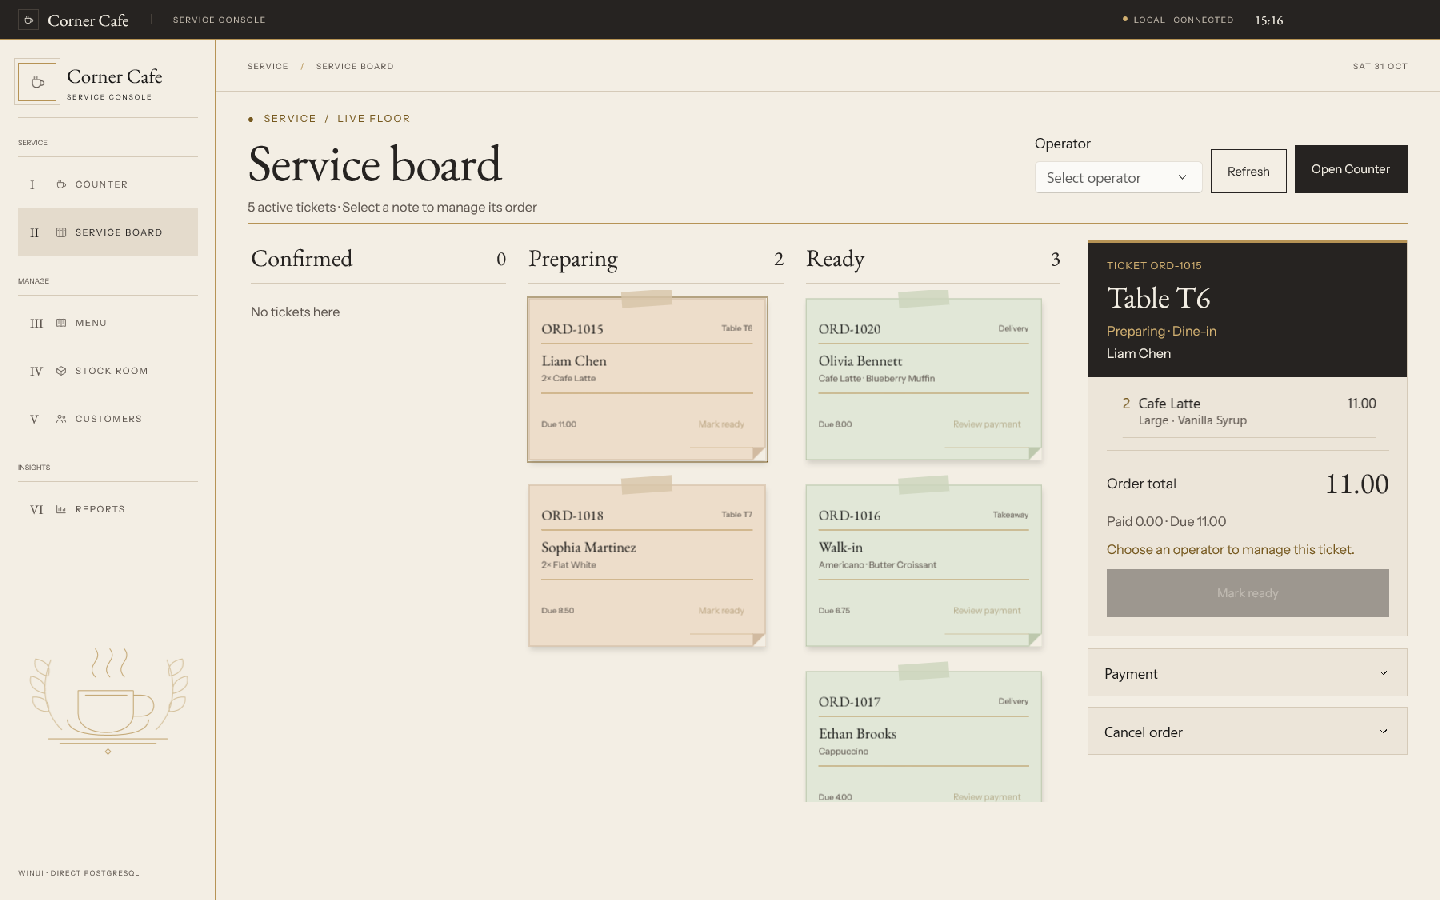 Corner Cafe
SERVICE CONSOLE
LOCAL · CONNECTED
15:16
Corner Cafe
SERVICE CONSOLE
SERVICE
I COUNTER
II SERVICE BOARD
MANAGE
III MENU
IV STOCK ROOM
V CUSTOMERS
INSIGHTS
VI REPORTS
WINUI · DIRECT POSTGRESQL
SERVICE / SERVICE BOARD
SAT 31 OCT
SERVICE / LIVE FLOOR
Service board
5 active tickets · Select a note to manage its order
Operator
Select operator
Refresh
Open Counter
Confirmed 0
No tickets here
Preparing 2
ORD-1015 Table T6
Liam Chen
2× Cafe Latte
Due 11.00 Mark ready
ORD-1018 Table T7
Sophia Martinez
2× Flat White
Due 8.50 Mark ready
Ready 3
ORD-1020 Delivery
Olivia Bennett
Cafe Latte · Blueberry Muffin
Due 8.00 Review payment
ORD-1016 Takeaway
Walk-in
Americano · Butter Croissant
Due 6.75 Review payment
ORD-1017 Delivery
Ethan Brooks
Cappuccino
Due 4.00 Review payment
TICKET ORD-1015
Table T6
Preparing · Dine-in
Liam Chen
2 Cafe Latte 11.00
Large · Vanilla Syrup
Order total 11.00
Paid 0.00 · Due 11.00
Choose an operator to manage this ticket.
Mark ready
Payment
Cancel order